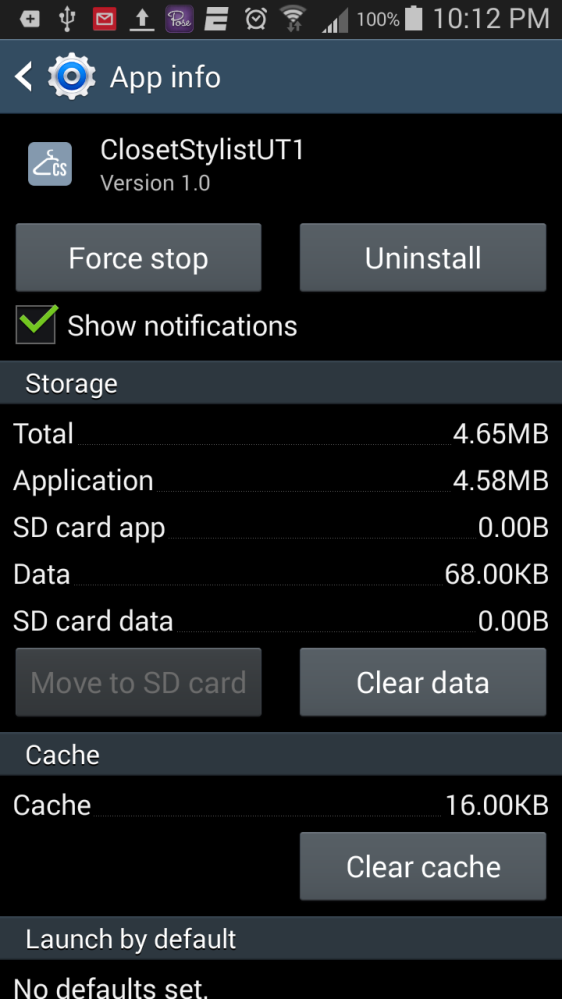 Pose E 100% 10:12 PM
App info
CS
ClosetStylistUT1
Version 1.0
Force stop Uninstall
Show notifications
Storage
Total 4.65MB
Application 4.58MB
SD card app 0.00B
Data 68.00KB
SD card data 0.00B
Move to SD card Clear data
Cache
Cache 16.00KB
Clear cache
Launch by default
No defaults set.